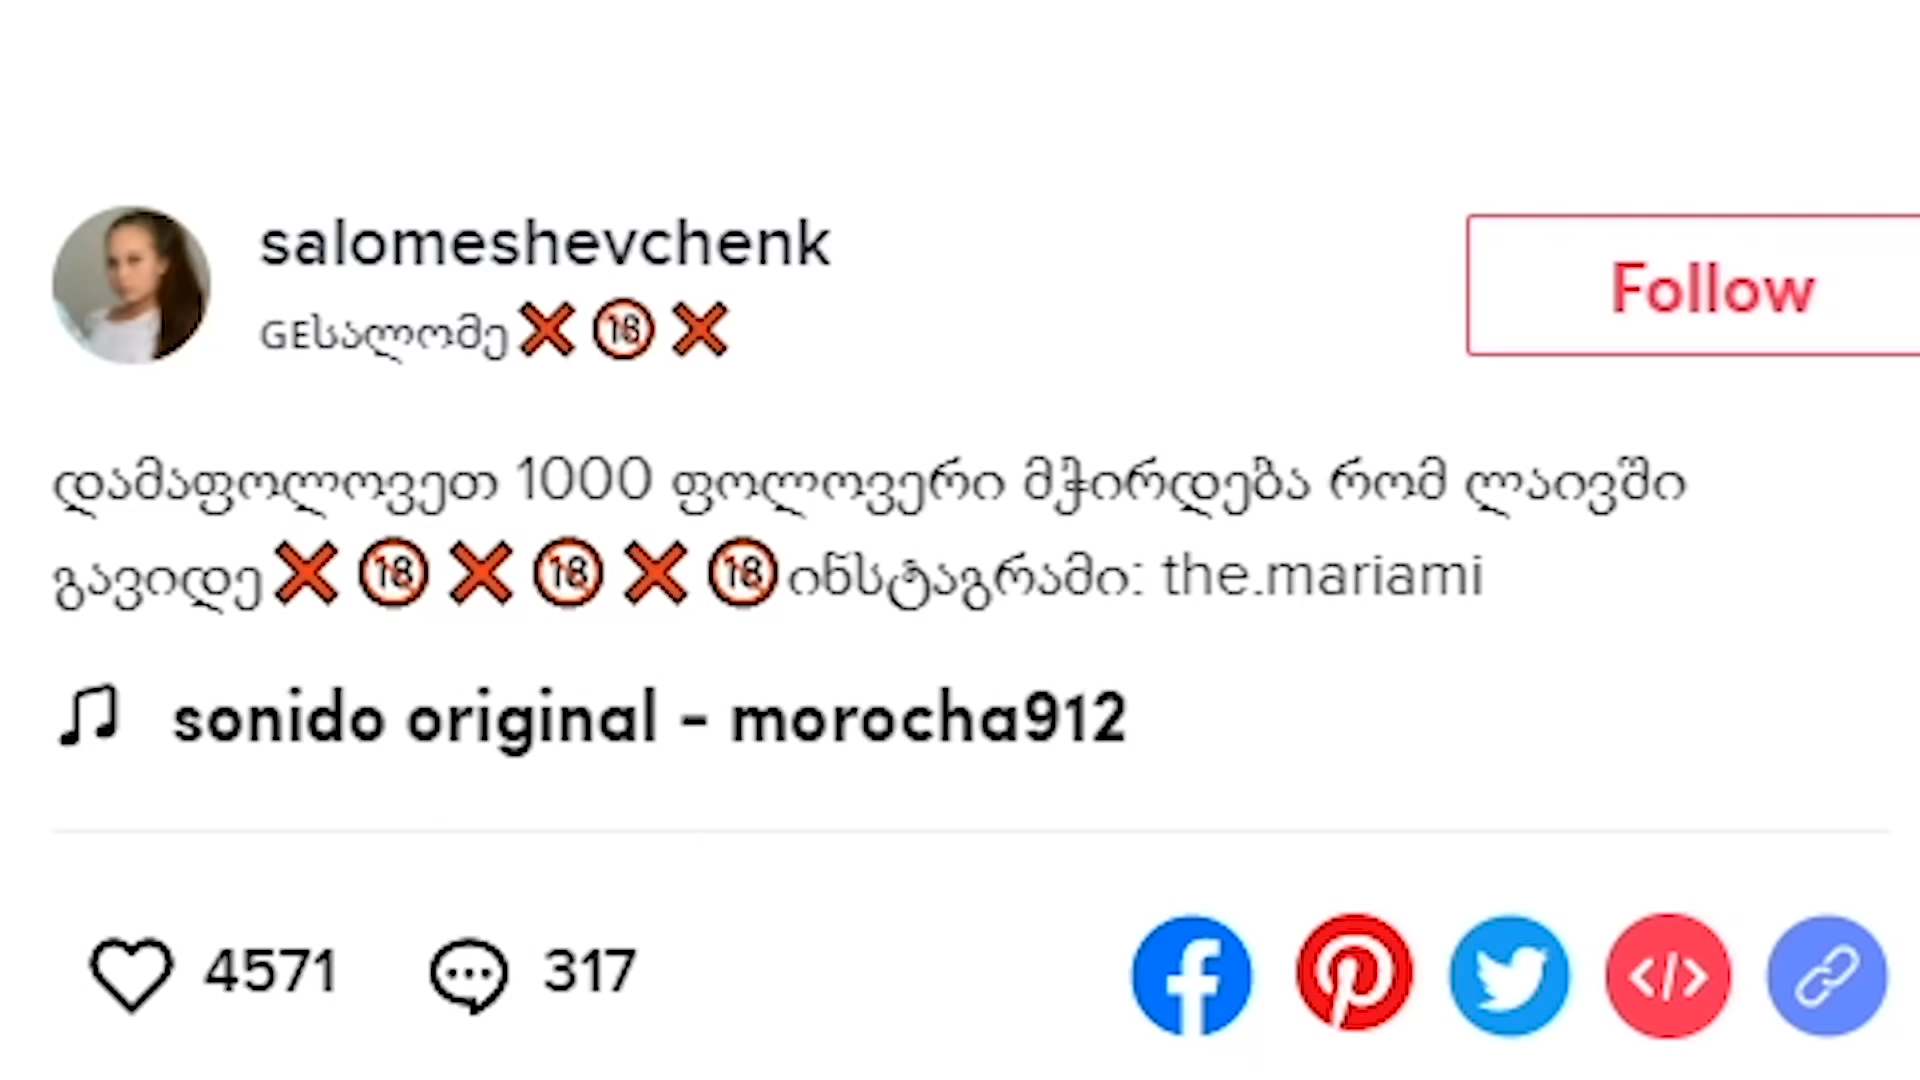 salomeshevchenk
GEსალომე❌🔞❌
Follow
დამაფოლოვეთ 1000 ფოლოვერი მჭირდება რომ ლაივში
გავიდე❌🔞❌🔞❌🔞ინსტაგრამი: the.mariami
sonido original - morocha912
4571 317